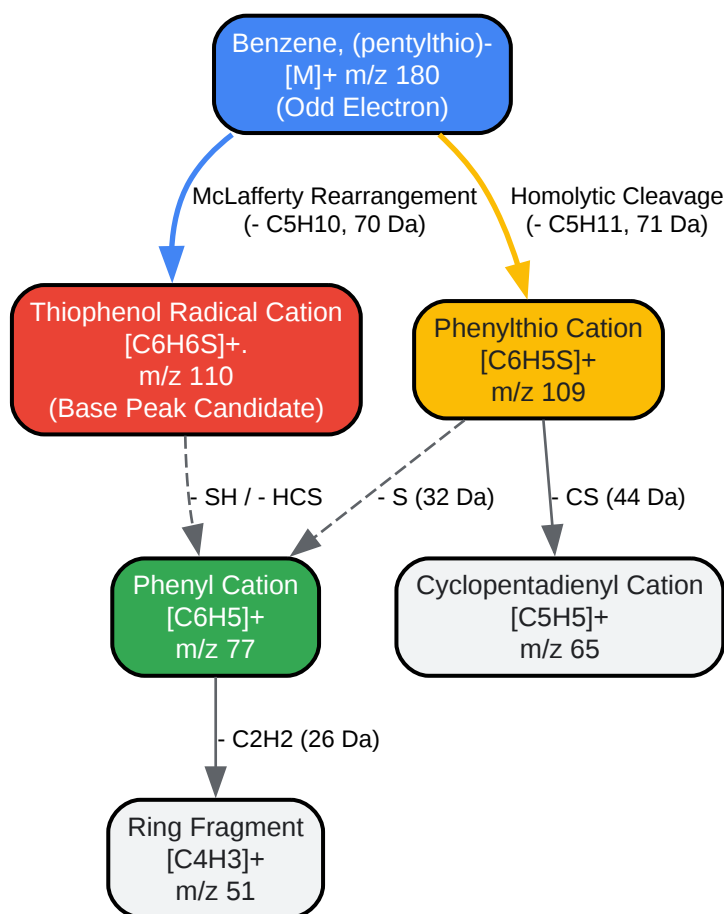 Benzene, (pentylthio)-
[M]+ m/z 180
(Odd Electron)
McLafferty Rearrangement
(- C5H10, 70 Da)
Homolytic Cleavage
(- C5H11, 71 Da)
Thiophenol Radical Cation
[C6H6S]+.
m/z 110
(Base Peak Candidate)
Phenylthio Cation
[C6H5S]+
m/z 109
- SH / - HCS
- S (32 Da)
- CS (44 Da)
Phenyl Cation
[C6H5]+
m/z 77
Cyclopentadienyl Cation
[C5H5]+
m/z 65
- C2H2 (26 Da)
Ring Fragment
[C4H3]+
m/z 51